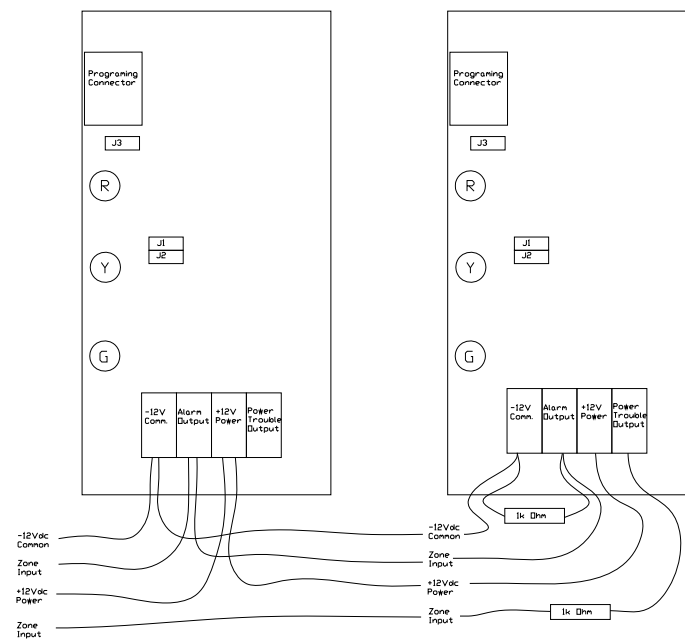 Programing
Connector
J3
R
Y
G
J1
J2
-12V
Comm.
Alarm
Output
+12V
Power
Power
Trouble
Output
Programing
Connector
J3
R
Y
G
J1
J2
-12V
Comm.
Alarm
Output
+12V
Power
Power
Trouble
Output
1k Ohm
-12Vdc
Common
Zone
Input
+12Vdc
Power
Zone
Input
-12Vdc
Common
Zone
Input
+12Vdc
Power
Zone
Input
1k Ohm